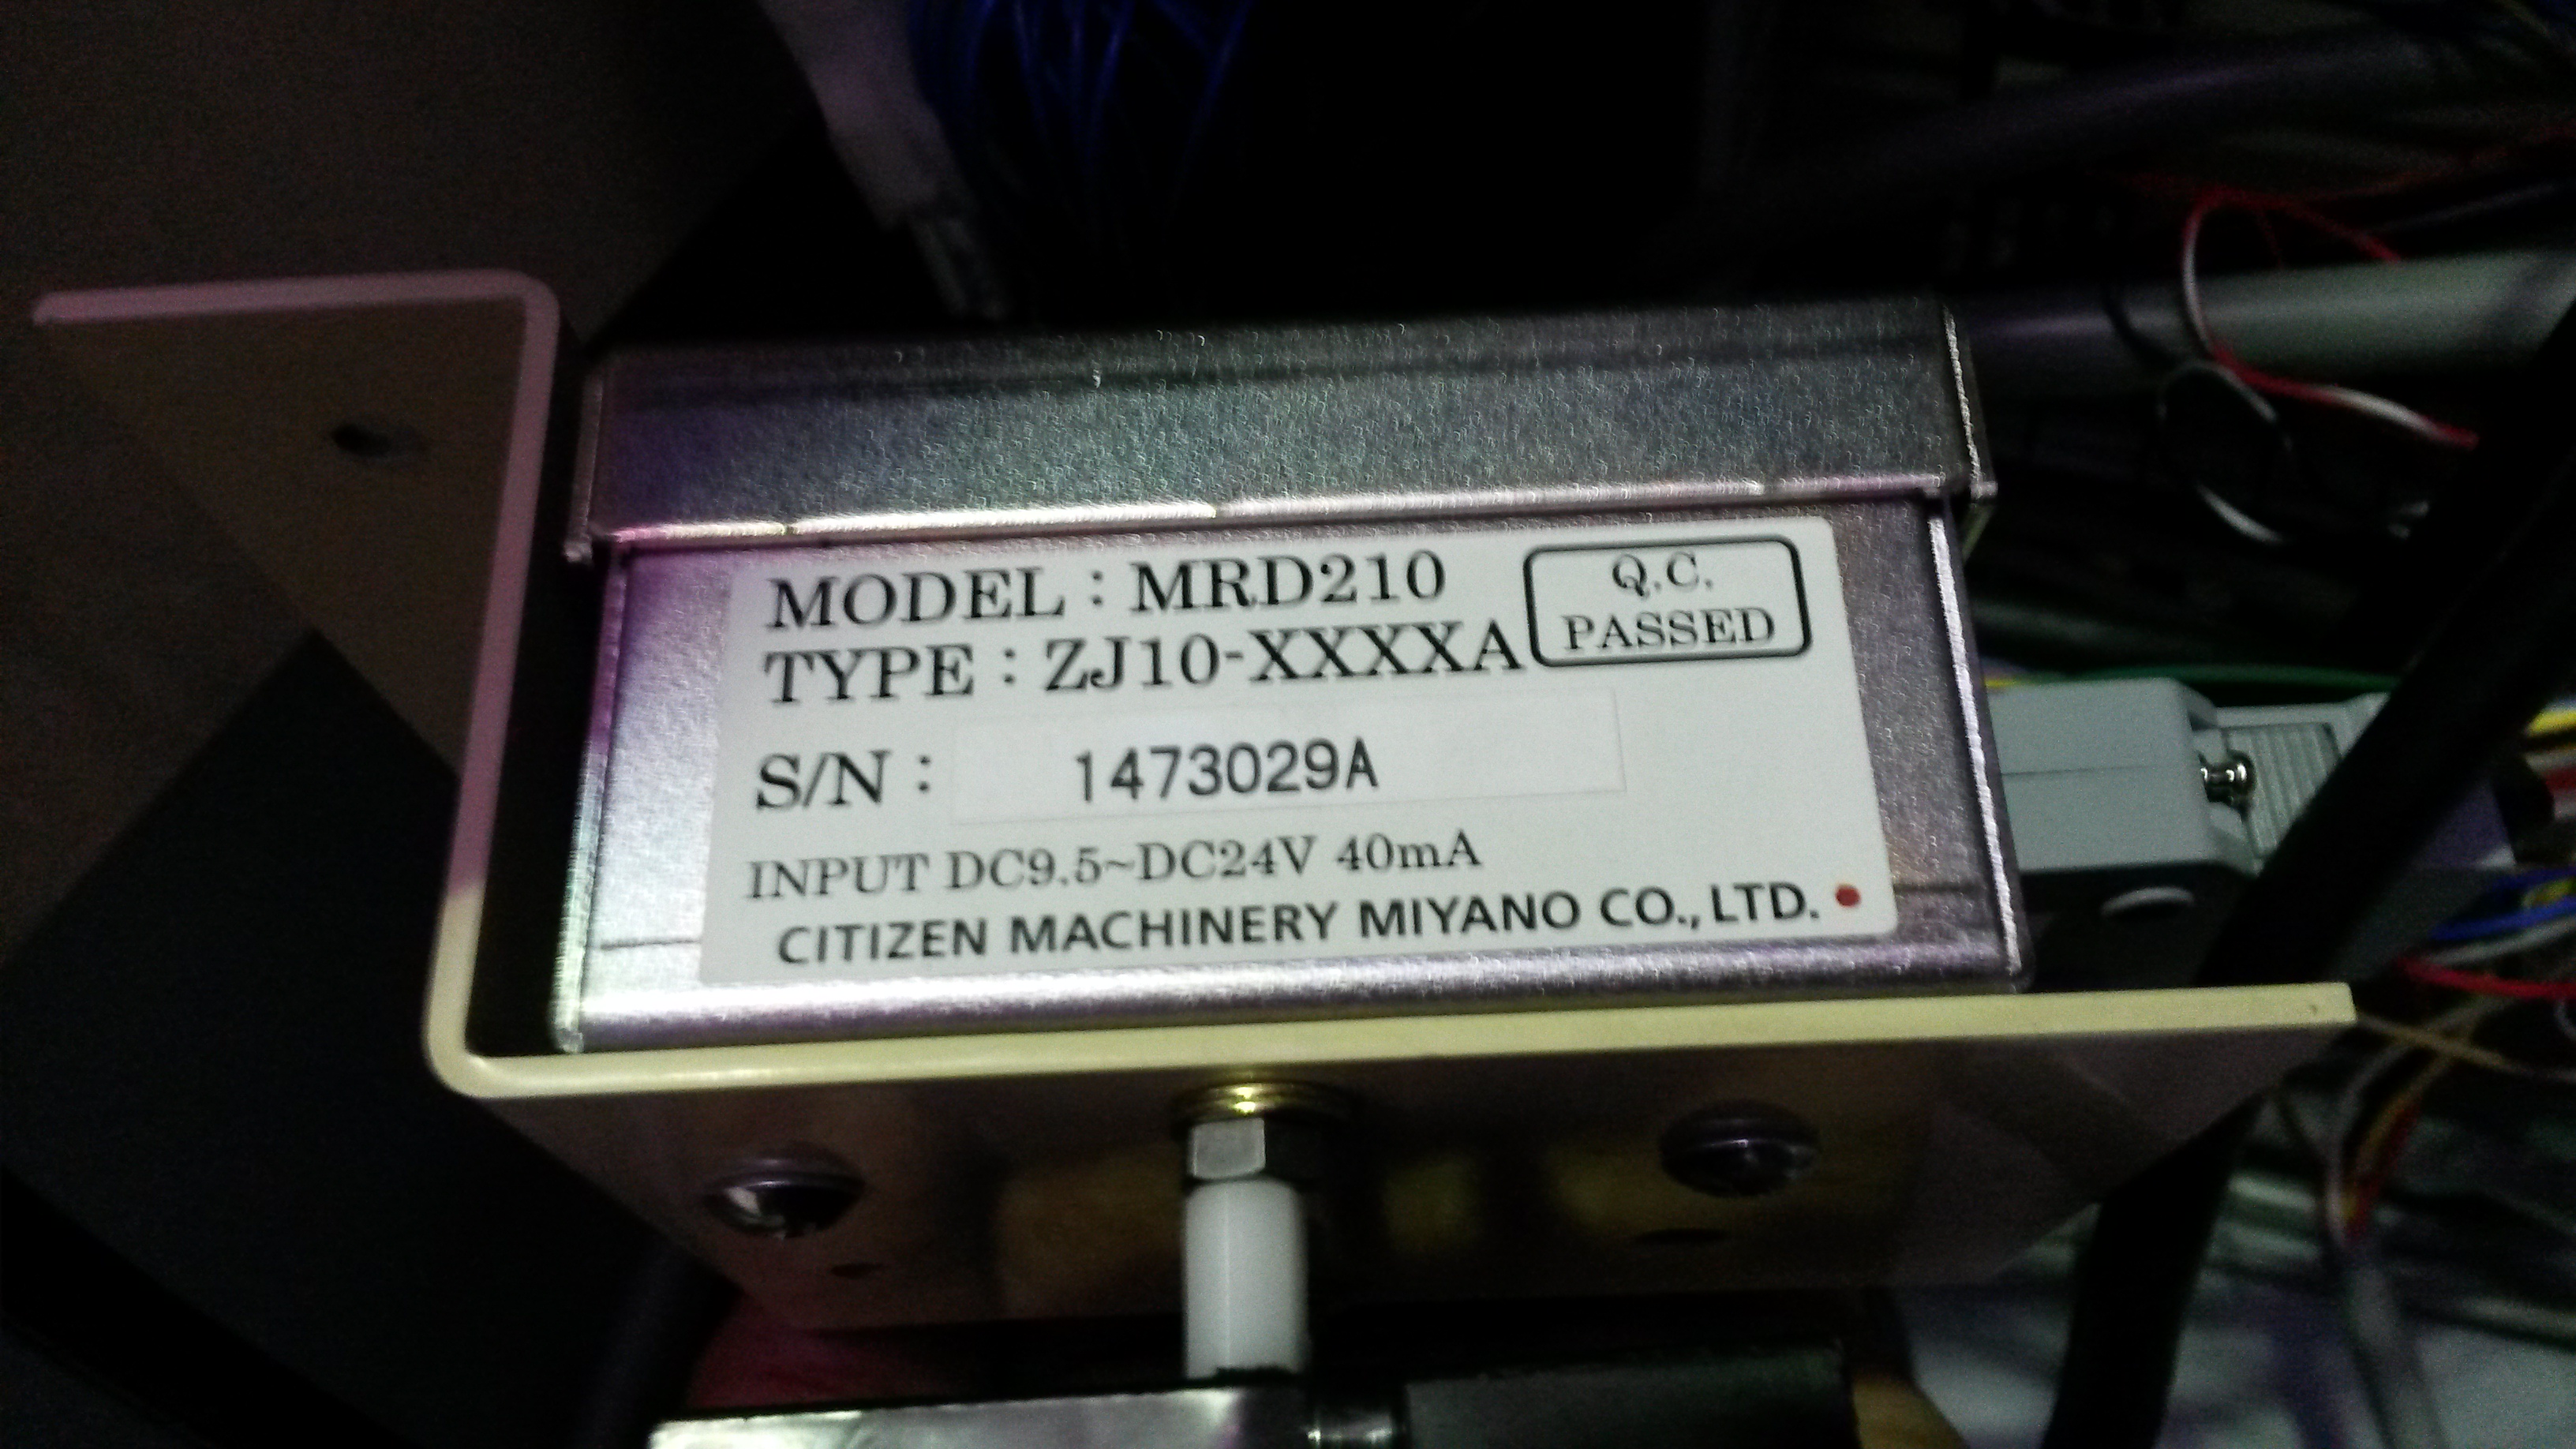 MODEL : MRD210
Q.C.
PASSED
TYPE : ZJ10-XXXXA
S/N : 1473029A
INPUT DC9.5~DC24V 40mA
CITIZEN MACHINERY MIYANO CO., LTD.